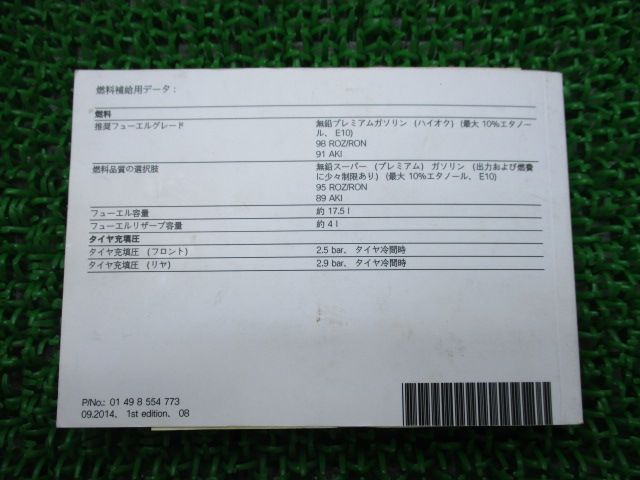 燃料補給用データ：
燃料
推奨フューエルグレード 無鉛プレミアムガソリン (ハイオク) (最大 10%エタノー
ル、 E10)
98 ROZ/RON
91 AKI
燃料品質の選択肢 無鉛スーパー (プレミアム) ガソリン (出力および燃費
に少々制限あり) (最大 10%エタノール、 E10)
95 ROZ/RON
89 AKI
フューエル容量 約 17.5 l
フューエルリザーブ容量 約 4 l
タイヤ充填圧
タイヤ充填圧 (フロント) 2.5 bar、 タイヤ冷間時
タイヤ充填圧 (リヤ) 2.9 bar、 タイヤ冷間時
P/No.: 01 49 8 554 773
09.2014、 1st edition、 08